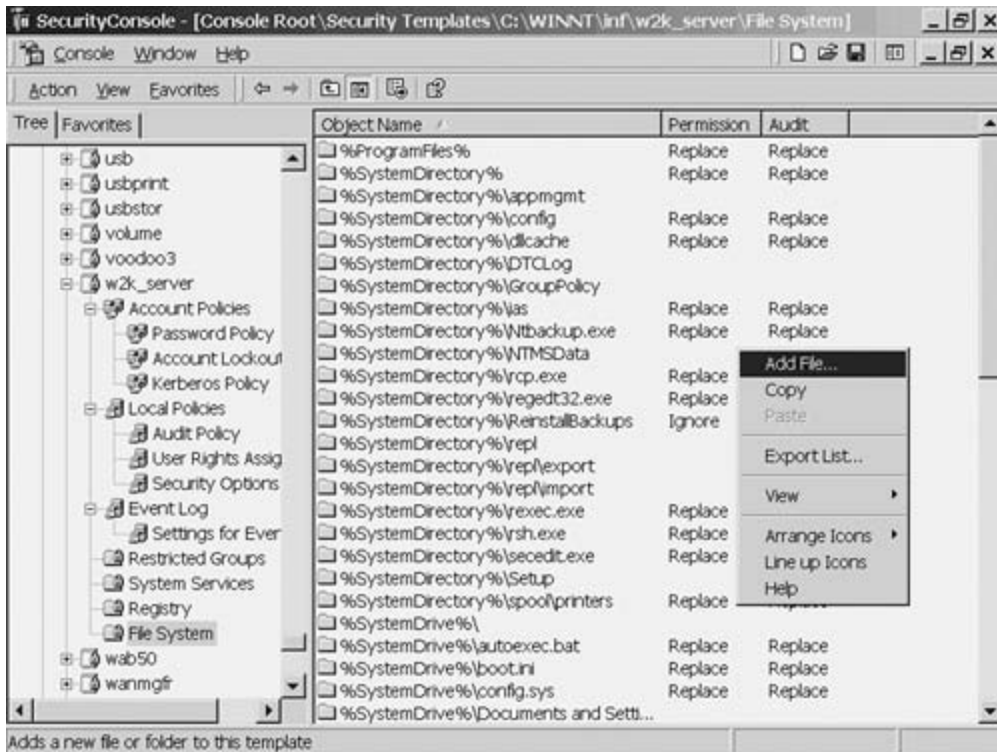 SecurityConsole - [Console Root\Security Templates\C:\WINNT\inf\w2k_server\File System]
Console Window Help
Action View Favorites
Tree Favorites
usb
usbprint
usbstor
volume
voodoo3
w2k_server
Account Policies
Password Policy
Account Lockout
Kerberos Policy
Local Policies
Audit Policy
User Rights Assig
Security Options
Event Log
Settings for Ever
Restricted Groups
System Services
Registry
File System
wab50
wanmgfr
Object Name Permission Audit
%ProgramFiles% Replace Replace
%SystemDirectory% Replace Replace
%SystemDirectory%\appmgmt
%SystemDirectory%\config Replace Replace
%SystemDirectory%\dllcache Replace Replace
%SystemDirectory%\DTCLog
%SystemDirectory%\GroupPolicy
%SystemDirectory%\ias Replace Replace
%SystemDirectory%\Ntbackup.exe Replace Replace
%SystemDirectory%\NTMSData
%SystemDirectory%\rcp.exe Replace
%SystemDirectory%\regedt32.exe Replace
%SystemDirectory%\ReinstallBackups Ignore
%SystemDirectory%\repl
%SystemDirectory%\repl\export
%SystemDirectory%\repl\import
%SystemDirectory%\rexec.exe Replace
%SystemDirectory%\rsh.exe Replace
%SystemDirectory%\secedit.exe Replace
%SystemDirectory%\Setup
%SystemDirectory%\spool\printers Replace Replace
%SystemDrive%\
%SystemDrive%\autoexec.bat Replace Replace
%SystemDrive%\boot.ini Replace Replace
%SystemDrive%\config.sys Replace Replace
%SystemDrive%\Documents and Setti...
Add File...
Copy
Paste
Export List...
View
Arrange Icons
Line up Icons
Help
Adds a new file or folder to this template